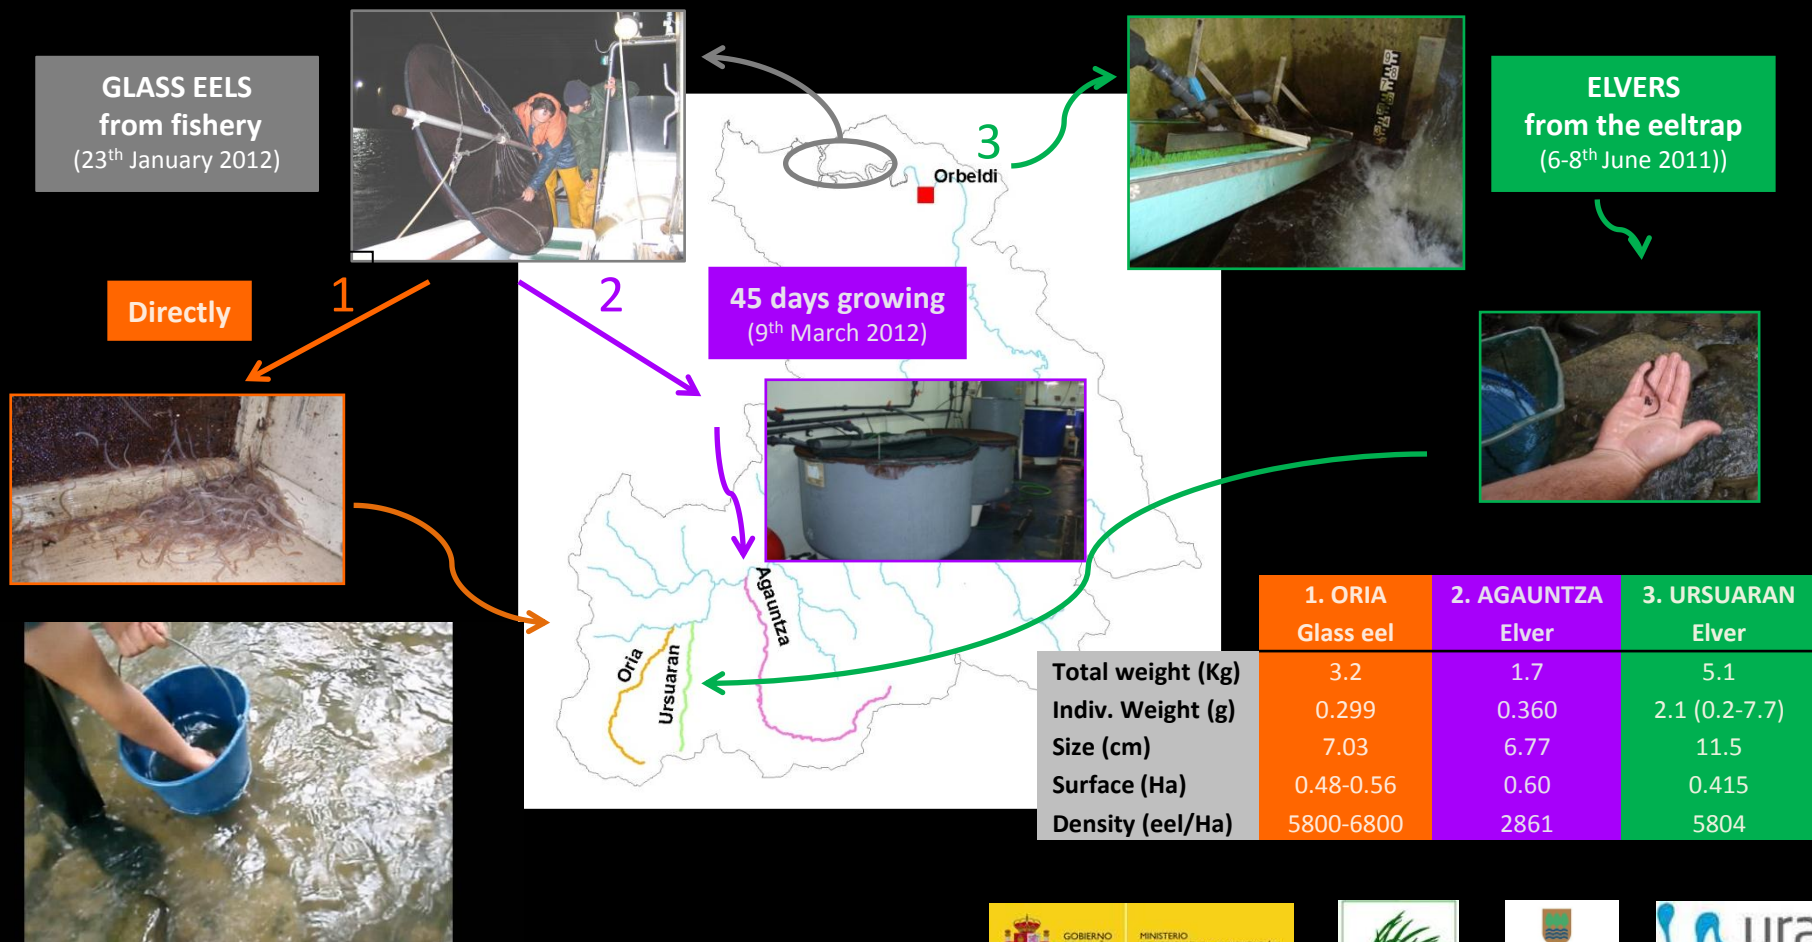 GLASS EELS
from fishery
(23th January 2012)
3
ELVERS
from the eeltrap
(6-8th June 2011))
Orbeldi
Directly
1
2
45 days growing
(9th March 2012)
Agauntza
Oria
Ursuaran
1. ORIA 2. AGAUNTZA 3. URSUARAN
Glass eel Elver Elver
Total weight (Kg) 3.2 1.7 5.1
Indiv. Weight (g) 0.299 0.360 2.1 (0.2-7.7)
Size (cm) 7.03 6.77 11.5
Surface (Ha) 0.48-0.56 0.60 0.415
Density (eel/Ha) 5800-6800 2861 5804
GOBIERNO MINISTERIO
ura